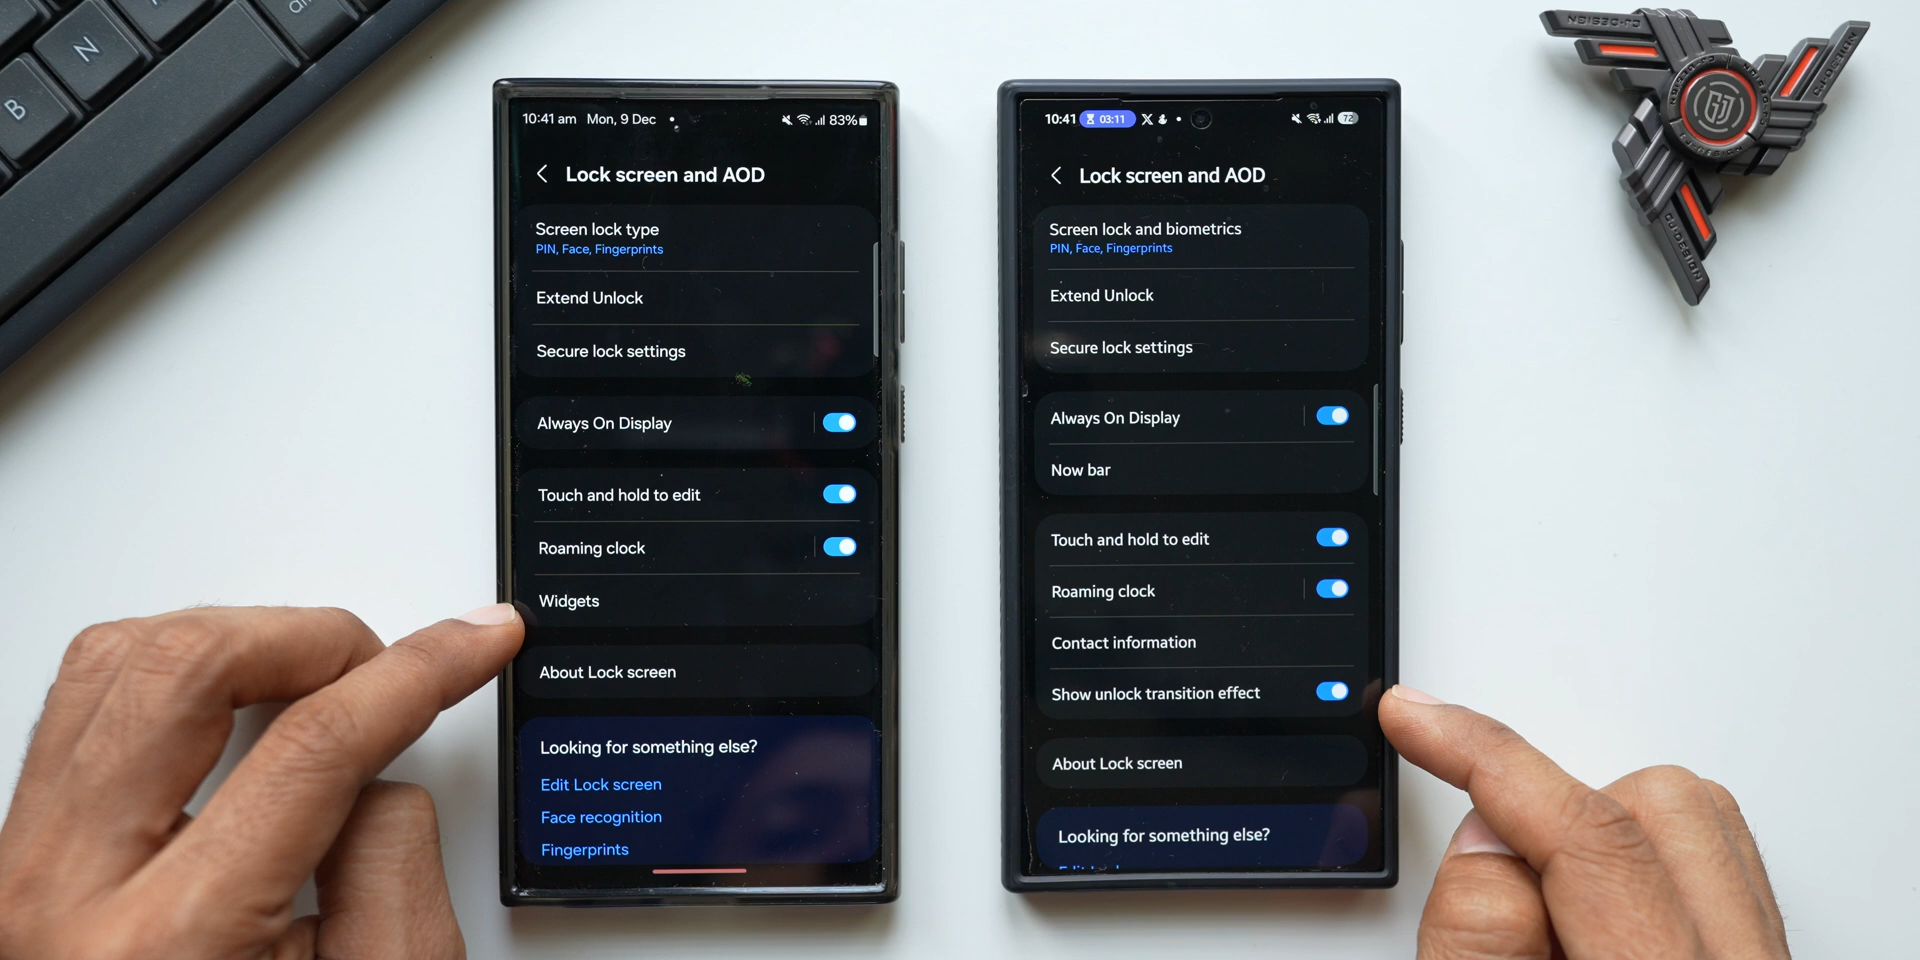 N
B
10:41 am Mon, 9 Dec
83%
Lock screen and AOD
Screen lock type
PIN, Face, Fingerprints
Extend Unlock
Secure lock settings
Always On Display
Touch and hold to edit
Roaming clock
Widgets
About Lock screen
Looking for something else?
Edit Lock screen
Face recognition
Fingerprints
10:41 03:11 X
72
Lock screen and AOD
Screen lock and biometrics
PIN, Face, Fingerprints
Extend Unlock
Secure lock settings
Always On Display
Now bar
Touch and hold to edit
Roaming clock
Contact information
Show unlock transition effect
About Lock screen
Looking for something else?
GJ-DESIGN
GJ-DESIGN